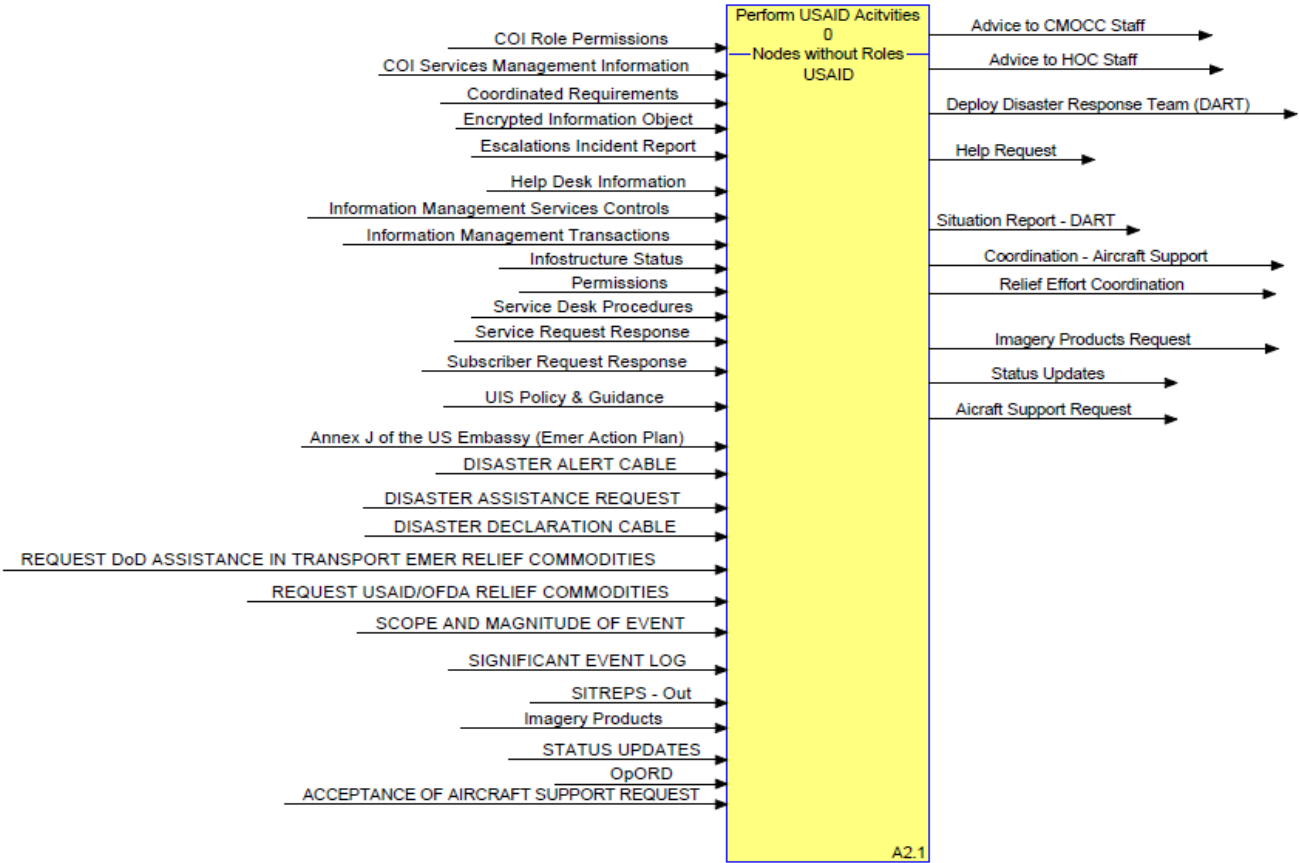 Perform USAID Acitvities
0
Nodes without Roles
USAID
COI Role Permissions
COI Services Management Information
Coordinated Requirements
Encrypted Information Object
Escalations Incident Report
Help Desk Information
Information Management Services Controls
Information Management Transactions
Infostructure Status
Permissions
Service Desk Procedures
Service Request Response
Subscriber Request Response
UIS Policy & Guidance
Annex J of the US Embassy (Emer Action Plan)
DISASTER ALERT CABLE
DISASTER ASSISTANCE REQUEST
DISASTER DECLARATION CABLE
REQUEST DoD ASSISTANCE IN TRANSPORT EMER RELIEF COMMODITIES
REQUEST USAID/OFDA RELIEF COMMODITIES
SCOPE AND MAGNITUDE OF EVENT
SIGNIFICANT EVENT LOG
SITREPS - Out
Imagery Products
STATUS UPDATES
OpORD
ACCEPTANCE OF AIRCRAFT SUPPORT REQUEST
Advice to CMOCC Staff
Advice to HOC Staff
Deploy Disaster Response Team (DART)
Help Request
Situation Report - DART
Coordination - Aircraft Support
Relief Effort Coordination
Imagery Products Request
Status Updates
Aicraft Support Request
A2.1